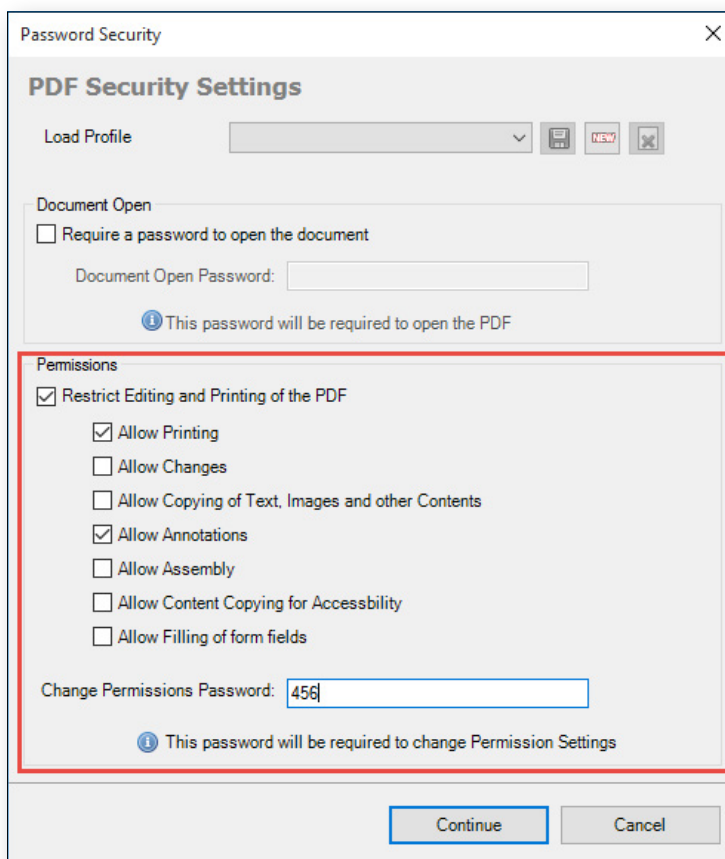 Password Security
PDF Security Settings
Load Profile
NEW
Document Open
Require a password to open the document
Document Open Password:
This password will be required to open the PDF
Permissions
Restrict Editing and Printing of the PDF
Allow Printing
Allow Changes
Allow Copying of Text, Images and other Contents
Allow Annotations
Allow Assembly
Allow Content Copying for Accessbility
Allow Filling of form fields
Change Permissions Password: 456
This password will be required to change Permission Settings
Continue Cancel